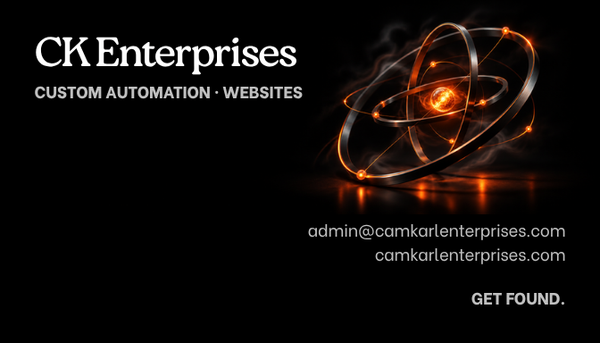 CK Enterprises
CUSTOM AUTOMATION · WEBSITES
admin@camkarlenterprises.com
camkarlenterprises.com
GET FOUND.